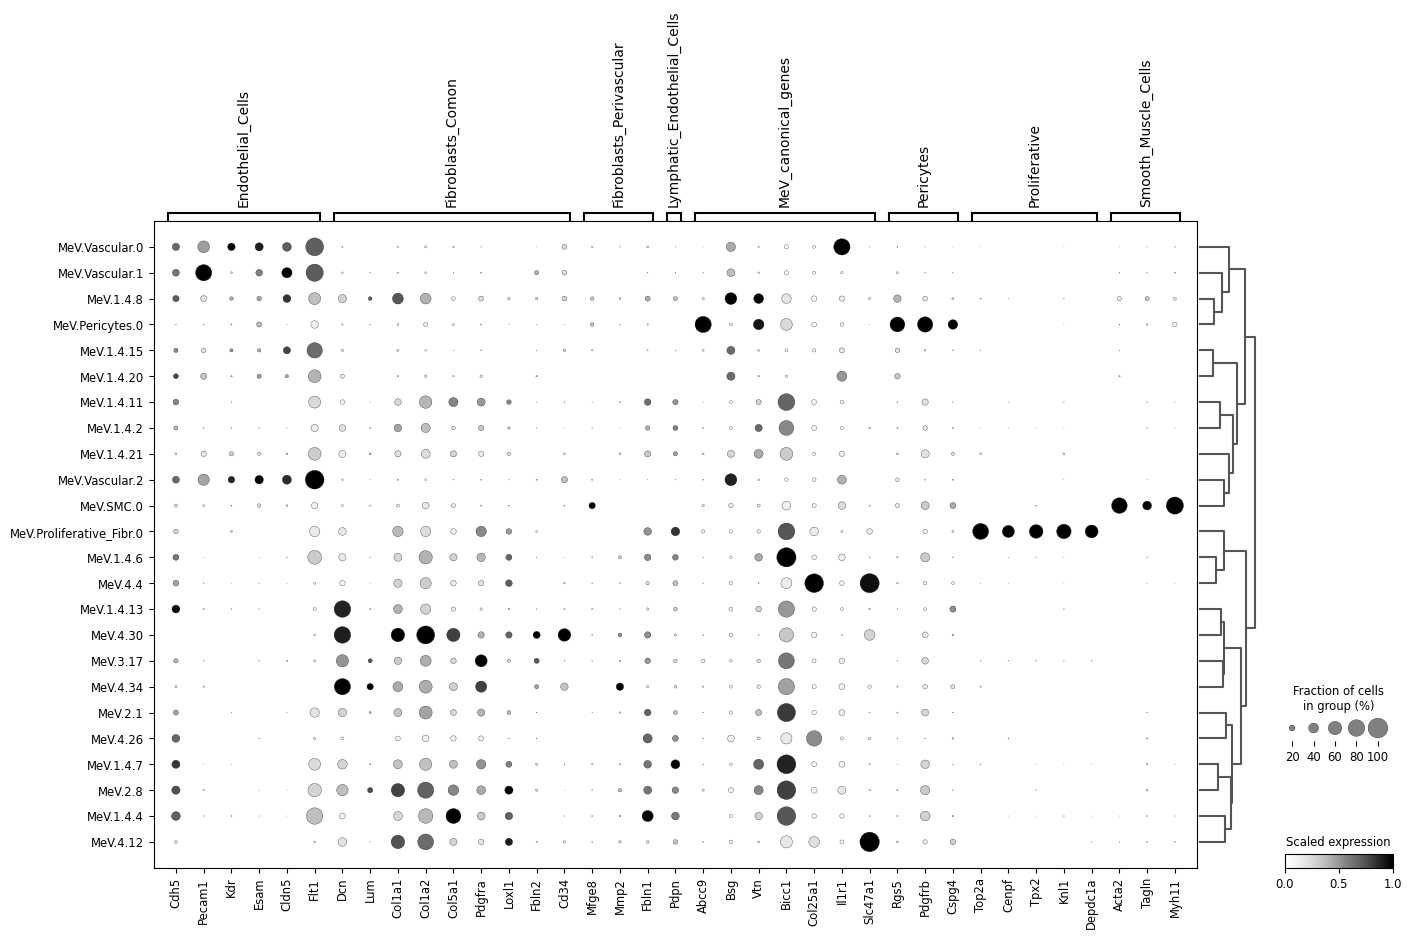 Endothelial_Cells
Fibroblasts_Comon
Fibroblasts_Perivascular
Lymphatic_Endothelial_Cells
MeV_canonical_genes
Pericytes
Proliferative
Smooth_Muscle_Cells
MeV.Vascular.0
MeV.Vascular.1
MeV.1.4.8
MeV.Pericytes.0
MeV.1.4.15
MeV.1.4.20
MeV.1.4.11
MeV.1.4.2
MeV.1.4.21
MeV.Vascular.2
MeV.SMC.0
MeV.Proliferative_Fibr.0
MeV.1.4.6
MeV.4.4
MeV.1.4.13
MeV.4.30
MeV.3.17
MeV.4.34
MeV.2.1
MeV.4.26
MeV.1.4.7
MeV.2.8
MeV.1.4.4
MeV.4.12
Cdh5
Pecam1
Kdr
Esam
Cldn5
Flt1
Dcn
Lum
Col1a1
Col1a2
Col5a1
Pdgfra
Loxl1
Fbln2
Cd34
Mfge8
Mmp2
Fbln1
Pdpn
Abcc9
Bsg
Vtn
Bicc1
Col25a1
Il1r1
Slc47a1
Rgs5
Pdgfrb
Cspg4
Top2a
Cenpf
Tpx2
Knl1
Depdc1a
Acta2
Tagln
Myh11
Fraction of cells
in group (%)
20 40 60 80 100
Scaled expression
0.0 0.5 1.0